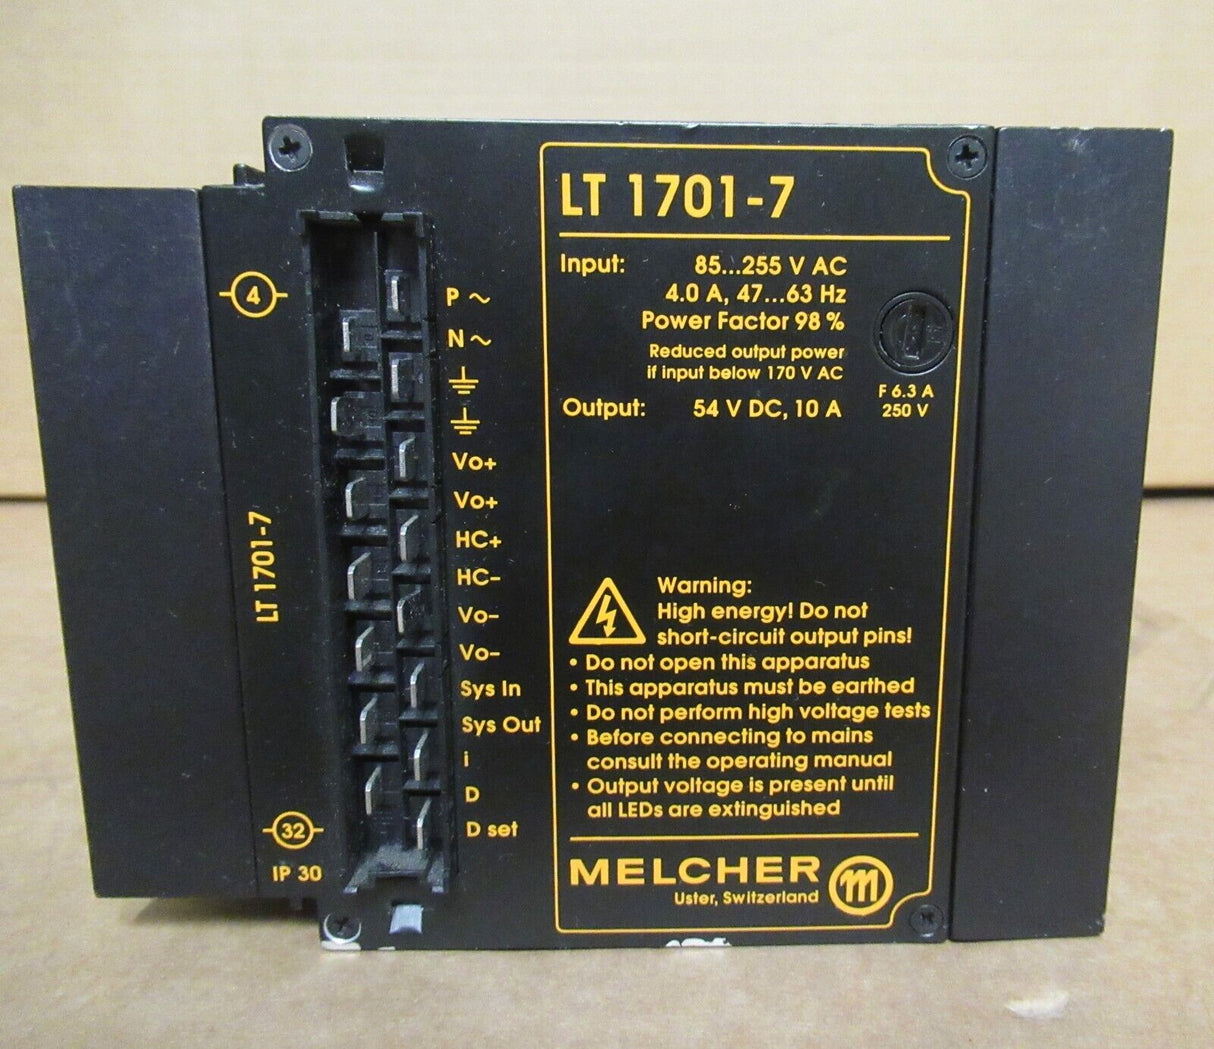 4
LT 1701-7
32
IP 30
P ~
N ~
Vo+
Vo+
HC+
HC–
Vo–
Vo–
Sys In
Sys Out
i
D
D set
LT 1701-7
Input: 85...255 V AC
4.0 A, 47...63 Hz
Power Factor 98 %
Reduced output power
if input below 170 V AC
F 6.3 A
250 V
Output: 54 V DC, 10 A
Warning:
High energy! Do not
short-circuit output pins!
• Do not open this apparatus
• This apparatus must be earthed
• Do not perform high voltage tests
• Before connecting to mains
consult the operating manual
• Output voltage is present until
all LEDs are extinguished
MELCHER m
Uster, Switzerland